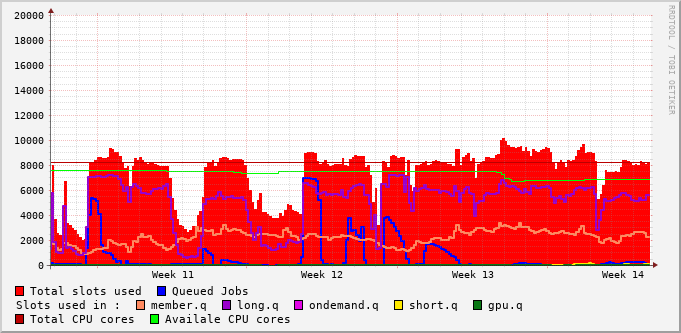 20000
18000
16000
14000
12000
10000
8000
6000
4000
2000
0
Week 11 Week 12 Week 13 Week 14
RRDTOOL / TOBI OETIKER
Total slots used Queued Jobs
Slots used in : member.q long.q ondemand.q short.q gpu.q
Total CPU cores Availale CPU cores